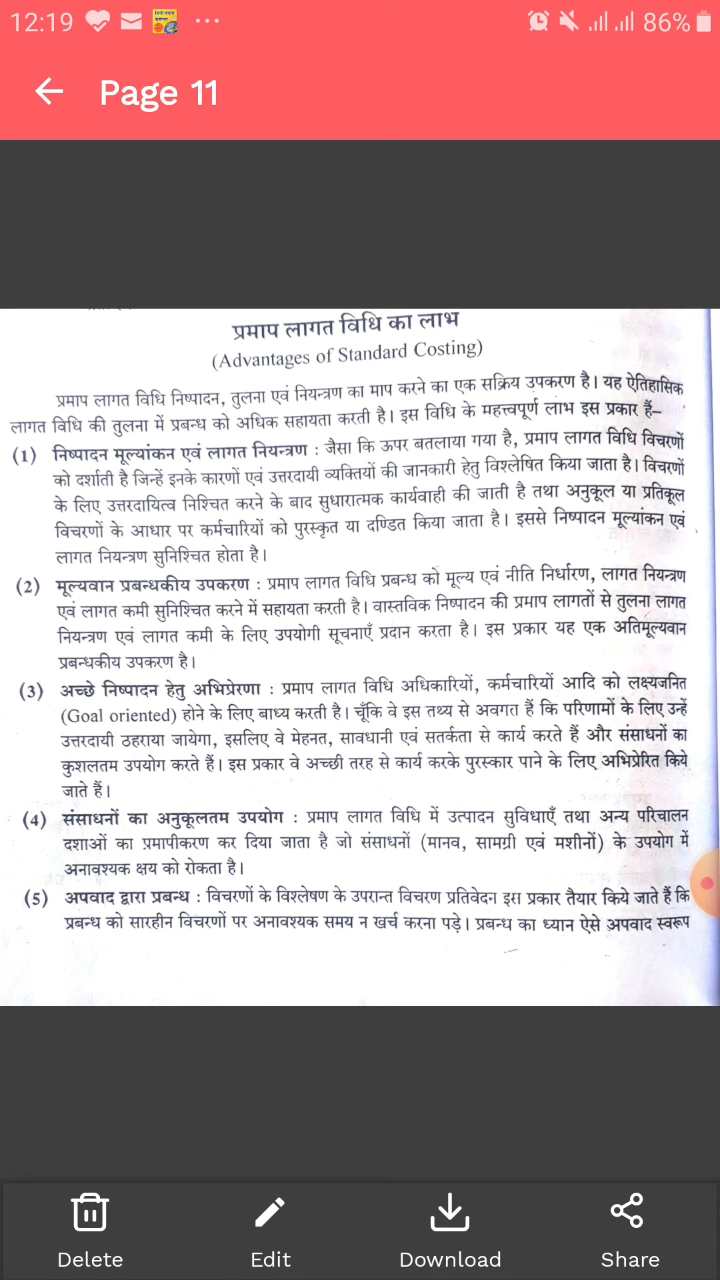 12:19 ... 86%
Page 11
प्रमाप लागत विधि का लाभ
(Advantages of Standard Costing)
प्रमाप लागत विधि निष्पादन, तुलना एवं नियन्त्रण का माप करने का एक सक्रिय उपकरण है। यह ऐतिहासिक
लागत विधि की तुलना में प्रबन्ध को अधिक सहायता करती है। इस विधि के महत्त्वपूर्ण लाभ इस प्रकार हैं–
(1) निष्पादन मूल्यांकन एवं लागत नियन्त्रण : जैसा कि ऊपर बतलाया गया है, प्रमाप लागत विधि विचरणों
को दर्शाती है जिन्हें इनके कारणों एवं उत्तरदायी व्यक्तियों की जानकारी हेतु विश्लेषित किया जाता है। विचरणों
के लिए उत्तरदायित्व निश्चित करने के बाद सुधारात्मक कार्यवाही की जाती है तथा अनुकूल या प्रतिकूल
विचरणों के आधार पर कर्मचारियों को पुरस्कृत या दण्डित किया जाता है। इससे निष्पादन मूल्यांकन एवं
लागत नियन्त्रण सुनिश्चित होता है।
(2) मूल्यवान प्रबन्धकीय उपकरण : प्रमाप लागत विधि प्रबन्ध को मूल्य एवं नीति निर्धारण, लागत नियन्त्रण
एवं लागत कमी सुनिश्चित करने में सहायता करती है। वास्तविक निष्पादन की प्रमाप लागतों से तुलना लागत
नियन्त्रण एवं लागत कमी के लिए उपयोगी सूचनाएँ प्रदान करता है। इस प्रकार यह एक अतिमूल्यवान
प्रबन्धकीय उपकरण है।
(3) अच्छे निष्पादन हेतु अभिप्रेरणा : प्रमाप लागत विधि अधिकारियों, कर्मचारियों आदि को लक्ष्यजनित
(Goal oriented) होने के लिए बाध्य करती है। चूँकि वे इस तथ्य से अवगत हैं कि परिणामों के लिए उन्हें
उत्तरदायी ठहराया जायेगा, इसलिए वे मेहनत, सावधानी एवं सतर्कता से कार्य करते हैं और संसाधनों का
कुशलतम उपयोग करते हैं। इस प्रकार वे अच्छी तरह से कार्य करके पुरस्कार पाने के लिए अभिप्रेरित किये
जाते हैं।
(4) संसाधनों का अनुकूलतम उपयोग : प्रमाप लागत विधि में उत्पादन सुविधाएँ तथा अन्य परिचालन
दशाओं का प्रमापीकरण कर दिया जाता है जो संसाधनों (मानव, सामग्री एवं मशीनों) के उपयोग में
अनावश्यक क्षय को रोकता है।
(5) अपवाद द्वारा प्रबन्ध : विचरणों के विश्लेषण के उपरान्त विचरण प्रतिवेदन इस प्रकार तैयार किये जाते हैं कि
प्रबन्ध को सारहीन विचरणों पर अनावश्यक समय न खर्च करना पड़े। प्रबन्ध का ध्यान ऐसे अपवाद स्वरूप
Delete Edit Download Share